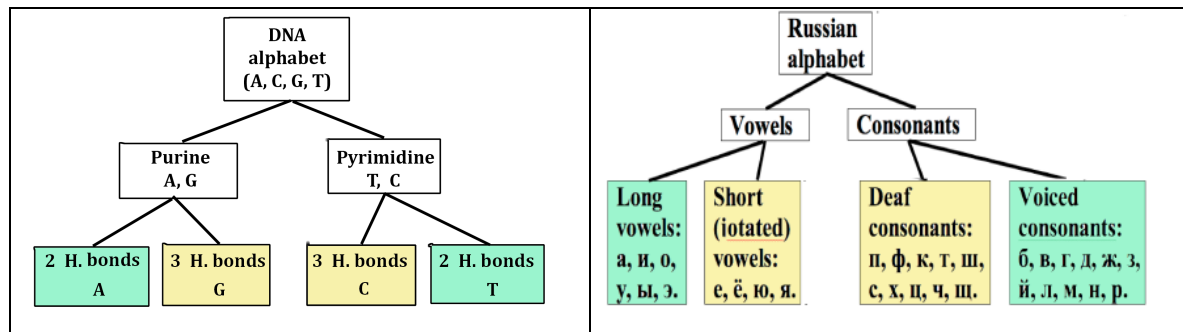 DNA
alphabet
(A, C, G, T)
Purine
A, G
Pyrimidine
T, C
2 H. bonds
A
3 H. bonds
G
3 H. bonds
C
2 H. bonds
T
Russian
alphabet
Vowels
Consonants
Long
vowels:
а, и, о,
у, ы, э.
Short
(iotated)
vowels:
е, ё, ю, я.
Deaf
consonants:
п, ф, к, т, ш,
с, х, ц, ч, щ.
Voiced
consonants:
б, в, г, д, ж, з,
й, л, м, н, р.